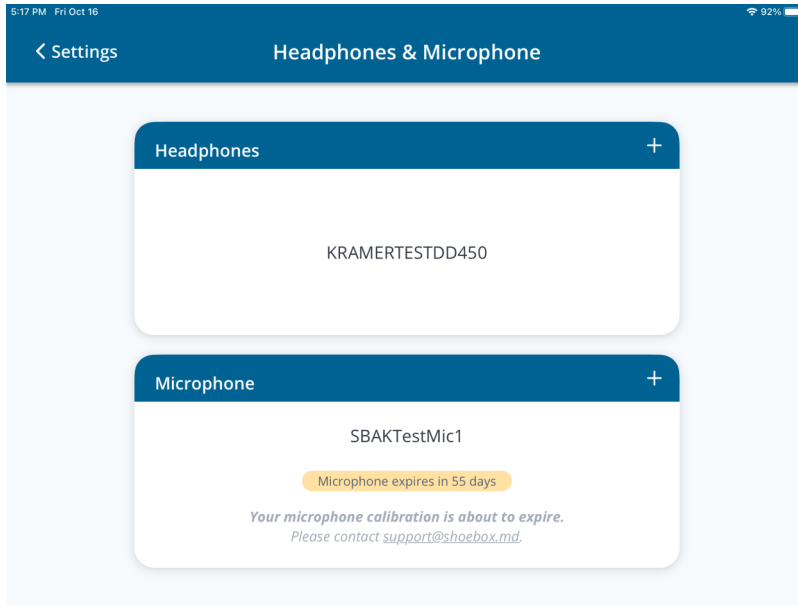 5:17 PM Fri Oct 16 92%
Settings Headphones & Microphone
Headphones +
KRAMERTESTDD450
Microphone +
SBAKTestMic1
Microphone expires in 55 days
Your microphone calibration is about to expire.
Please contact support@shoebox.md.